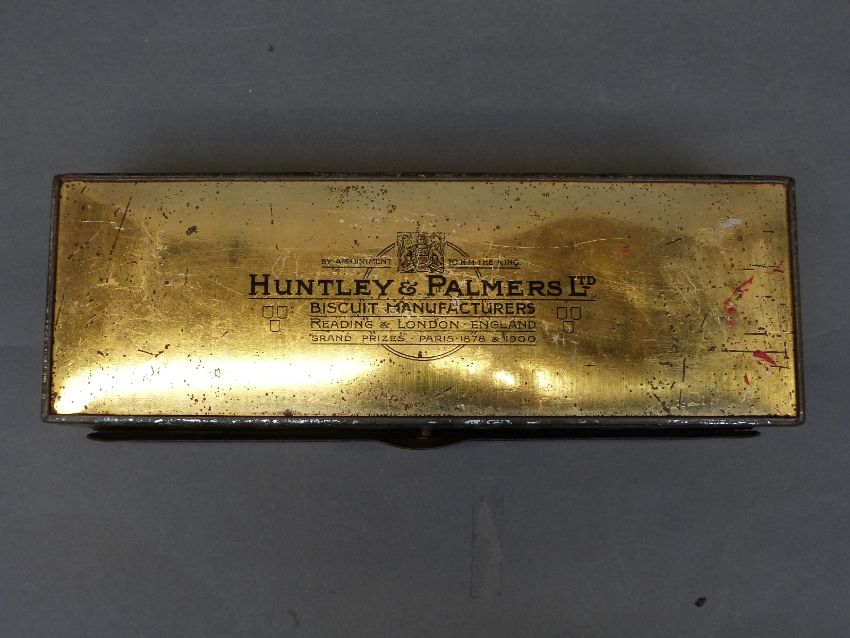 BY APPOINTMENT TO H.M. THE KING.
HUNTLEY & PALMERS LTD
BISCUIT MANUFACTURERS
READING & LONDON · ENGLAND
GRAND PRIZES · PARIS · 1878 & 1900